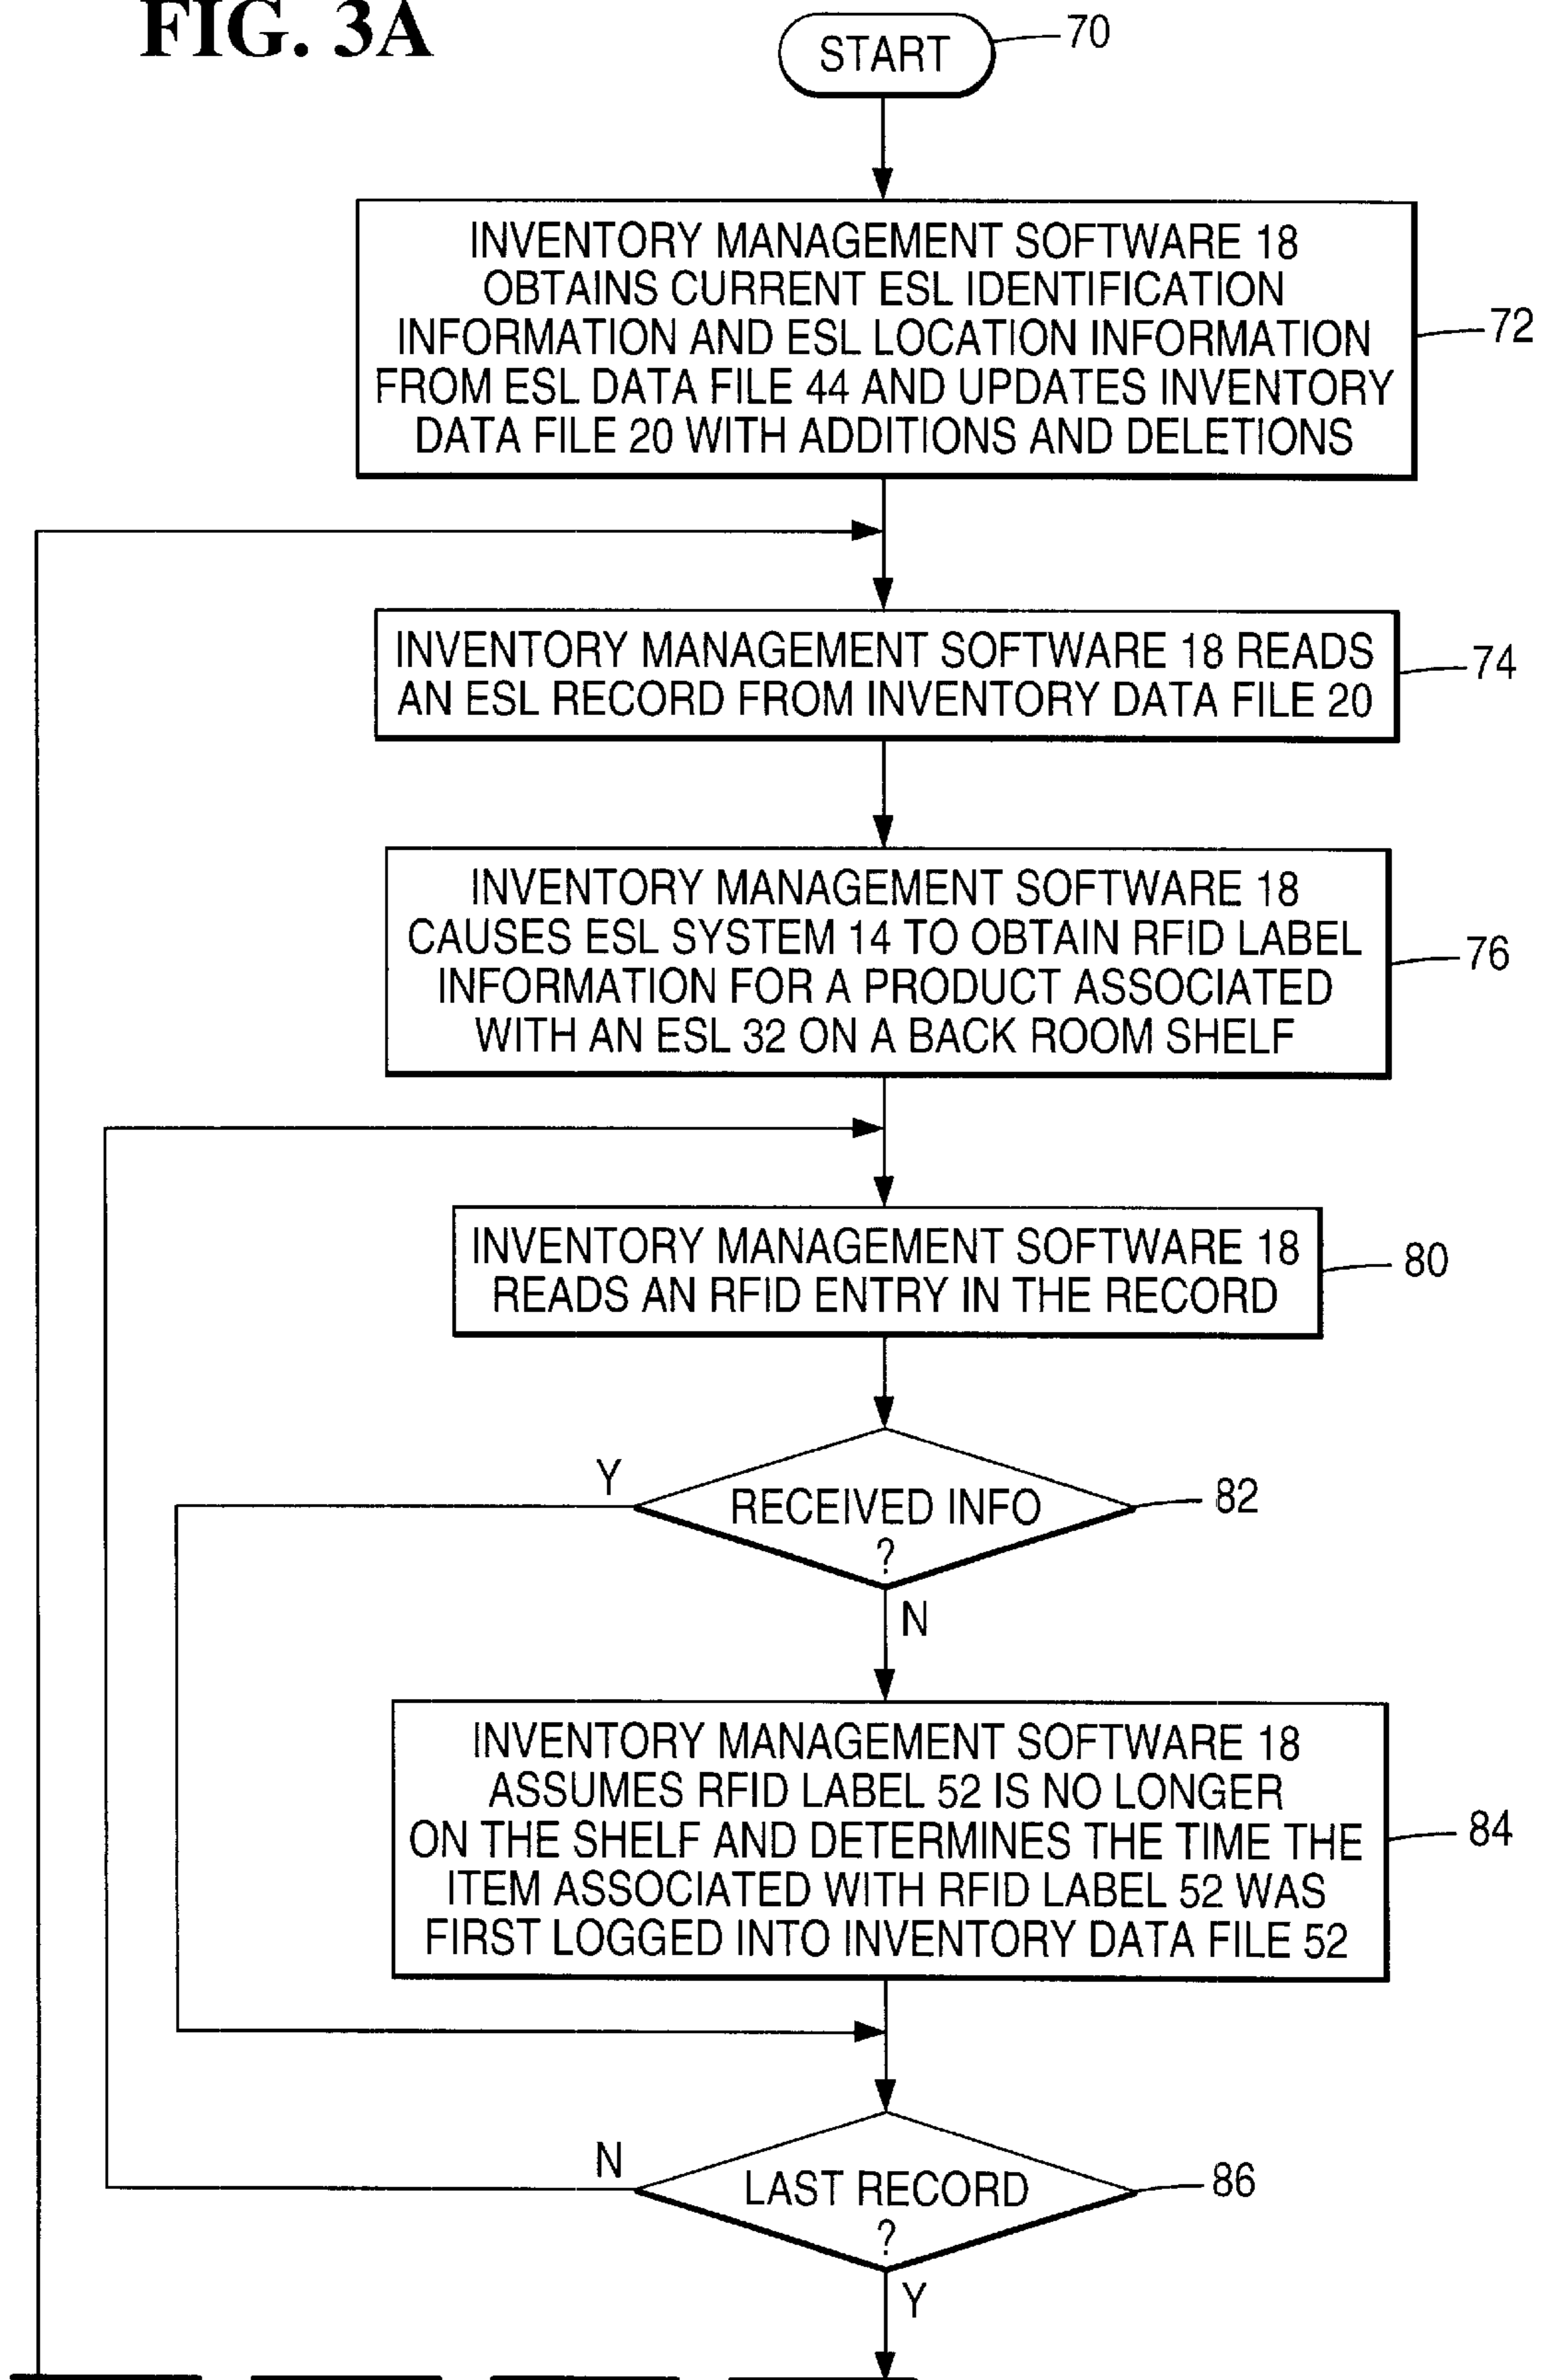 FIG. 3A
START
70
INVENTORY MANAGEMENT SOFTWARE 18
OBTAINS CURRENT ESL IDENTIFICATION
INFORMATION AND ESL LOCATION INFORMATION
FROM ESL DATA FILE 44 AND UPDATES INVENTORY
DATA FILE 20 WITH ADDITIONS AND DELETIONS
72
INVENTORY MANAGEMENT SOFTWARE 18 READS
AN ESL RECORD FROM INVENTORY DATA FILE 20
74
INVENTORY MANAGEMENT SOFTWARE 18
CAUSES ESL SYSTEM 14 TO OBTAIN RFID LABEL
INFORMATION FOR A PRODUCT ASSOCIATED
WITH AN ESL 32 ON A BACK ROOM SHELF
76
INVENTORY MANAGEMENT SOFTWARE 18
READS AN RFID ENTRY IN THE RECORD
80
Y
RECEIVED INFO
?
82
N
INVENTORY MANAGEMENT SOFTWARE 18
ASSUMES RFID LABEL 52 IS NO LONGER
ON THE SHELF AND DETERMINES THE TIME THE
ITEM ASSOCIATED WITH RFID LABEL 52 WAS
FIRST LOGGED INTO INVENTORY DATA FILE 52
84
N
LAST RECORD
?
86
Y